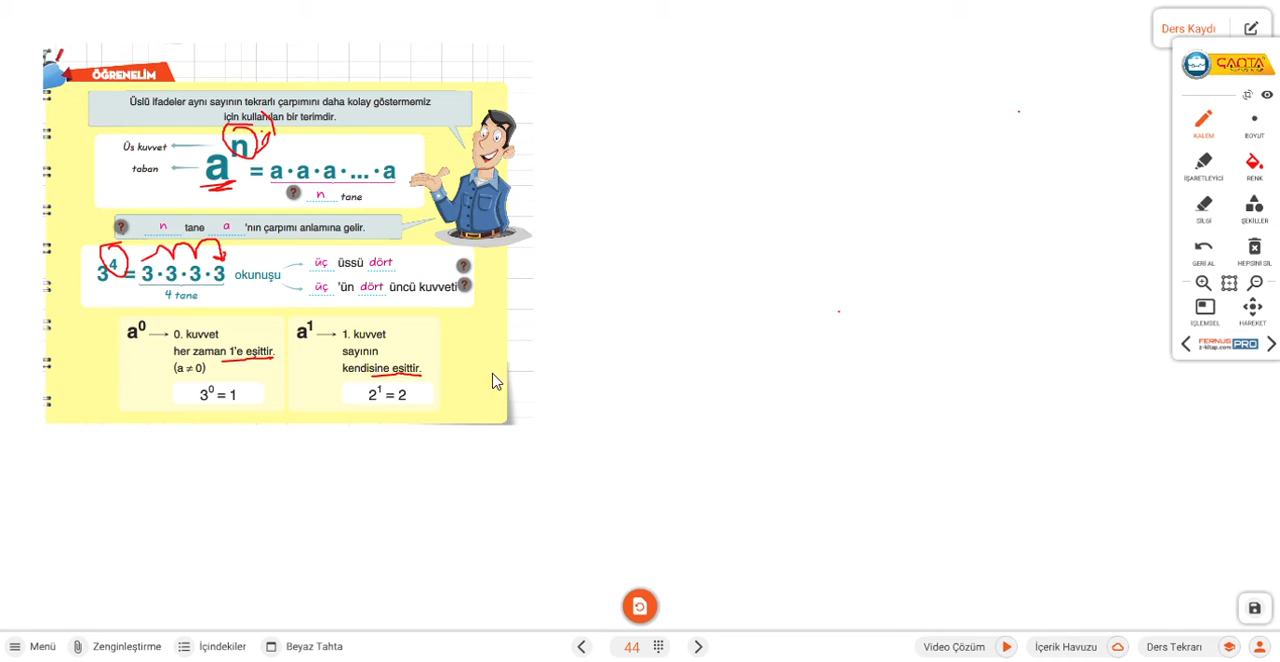 Ders Kaydı
ÖĞRENELİM
Üslü ifadeler aynı sayının tekrarlı çarpımını daha kolay göstermemiz
için kullanılan bir terimdir.
Üs kuvvet
taban
aⁿ = a · a · a · ... · a
? n tane
? n tane a 'nın çarpımı anlamına gelir.
3⁴ = 3 · 3 · 3 · 3 okunuşu
4 tane
üç üssü dört ?
üç 'ün dört üncü kuvveti ?
a⁰ → 0. kuvvet
her zaman 1'e eşittir.
(a ≠ 0)
3⁰ = 1
a¹ → 1. kuvvet
sayının
kendisine eşittir.
2¹ = 2
ÇANTA
KALEM
BOYUT
İŞARETLEYİCİ
RENK
SİLGİ
ŞEKİLLER
GERİ AL
HEPSİNİ SİL
İŞLEMSEL
HAREKET
FERNUS
z-kitap.com PRO
Menü
Zenginleştirme
İçindekiler
Beyaz Tahta
44
Video Çözüm
İçerik Havuzu
Ders Tekrarı